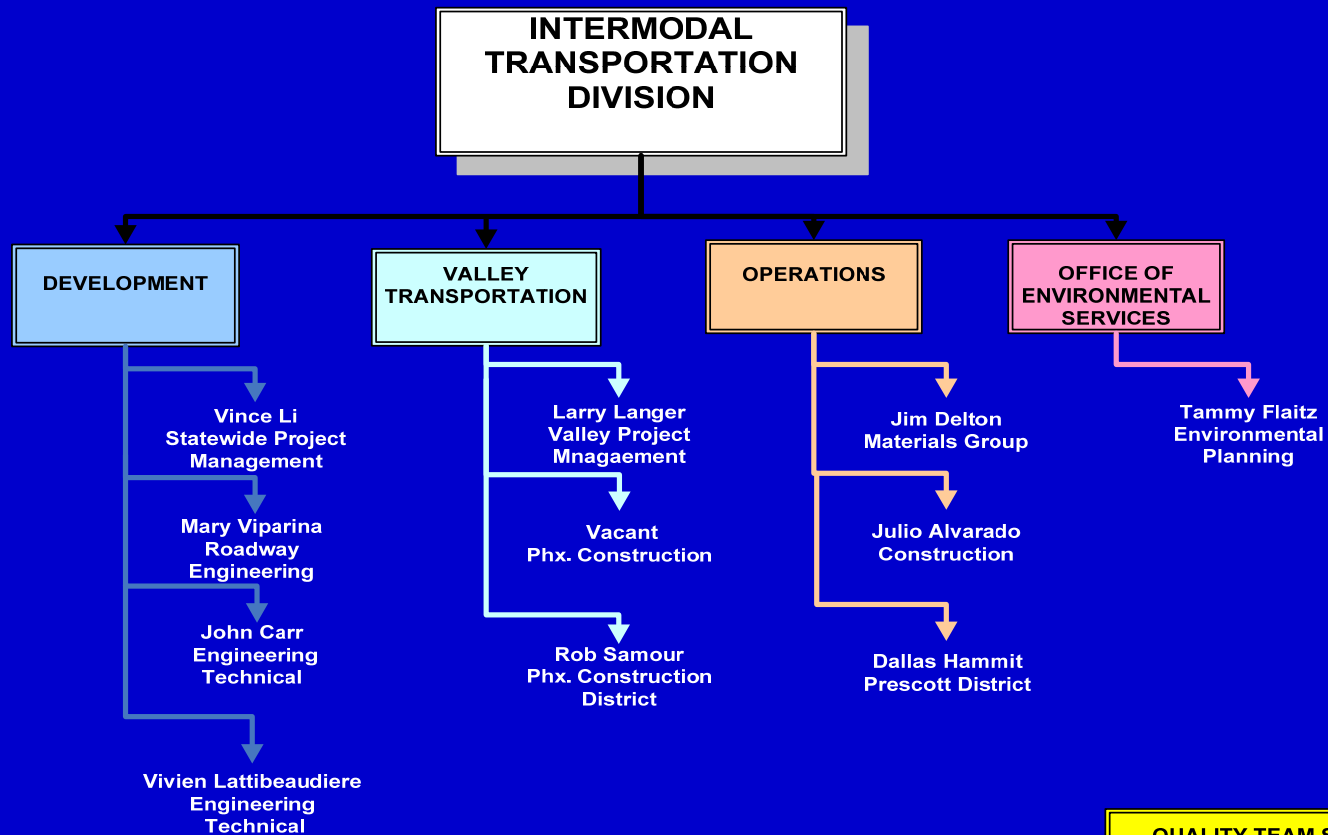 INTERMODAL
TRANSPORTATION
DIVISION
DEVELOPMENT
VALLEY
TRANSPORTATION
OPERATIONS
OFFICE OF
ENVIRONMENTAL
SERVICES
Vince Li
Statewide Project
Management
Mary Viparina
Roadway
Engineering
John Carr
Engineering
Technical
Vivien Lattibeaudiere
Engineering
Technical
Larry Langer
Valley Project
Mnagaement
Vacant
Phx. Construction
Rob Samour
Phx. Construction
District
Jim Delton
Materials Group
Julio Alvarado
Construction
Dallas Hammit
Prescott District
Tammy Flaitz
Environmental
Planning
QUALITY TEAM